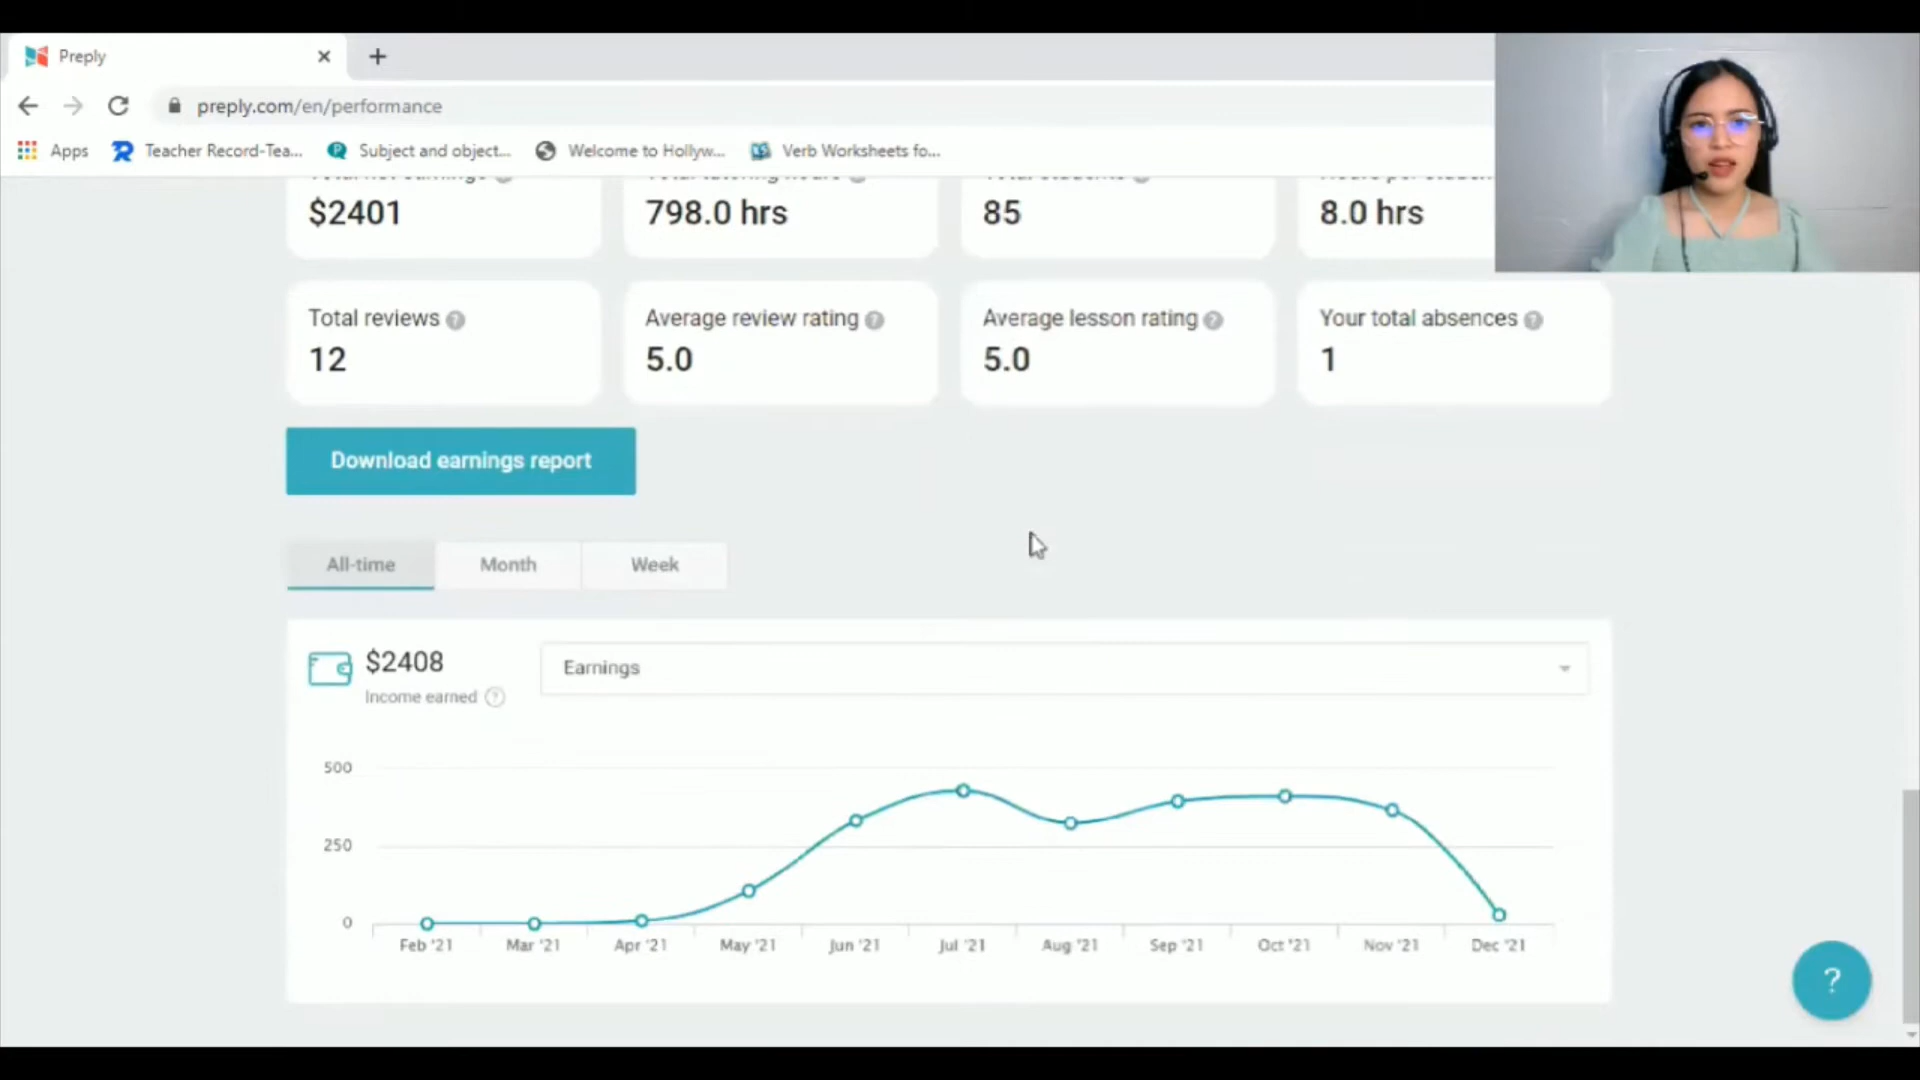 Preply
preply.com/en/performance
Apps
Teacher Record-Tea...
Subject and object...
Welcome to Hollyw...
Verb Worksheets fo...
$2401
798.0 hrs
85
8.0 hrs
Total reviews ?
12
Average review rating ?
5.0
Average lesson rating ?
5.0
Your total absences ?
1
Download earnings report
All-time
Month
Week
$2408
Income earned ?
Earnings
500
250
0
Feb '21
Mar '21
Apr '21
May '21
Jun '21
Jul '21
Aug '21
Sep '21
Oct '21
Nov '21
Dec '21
?